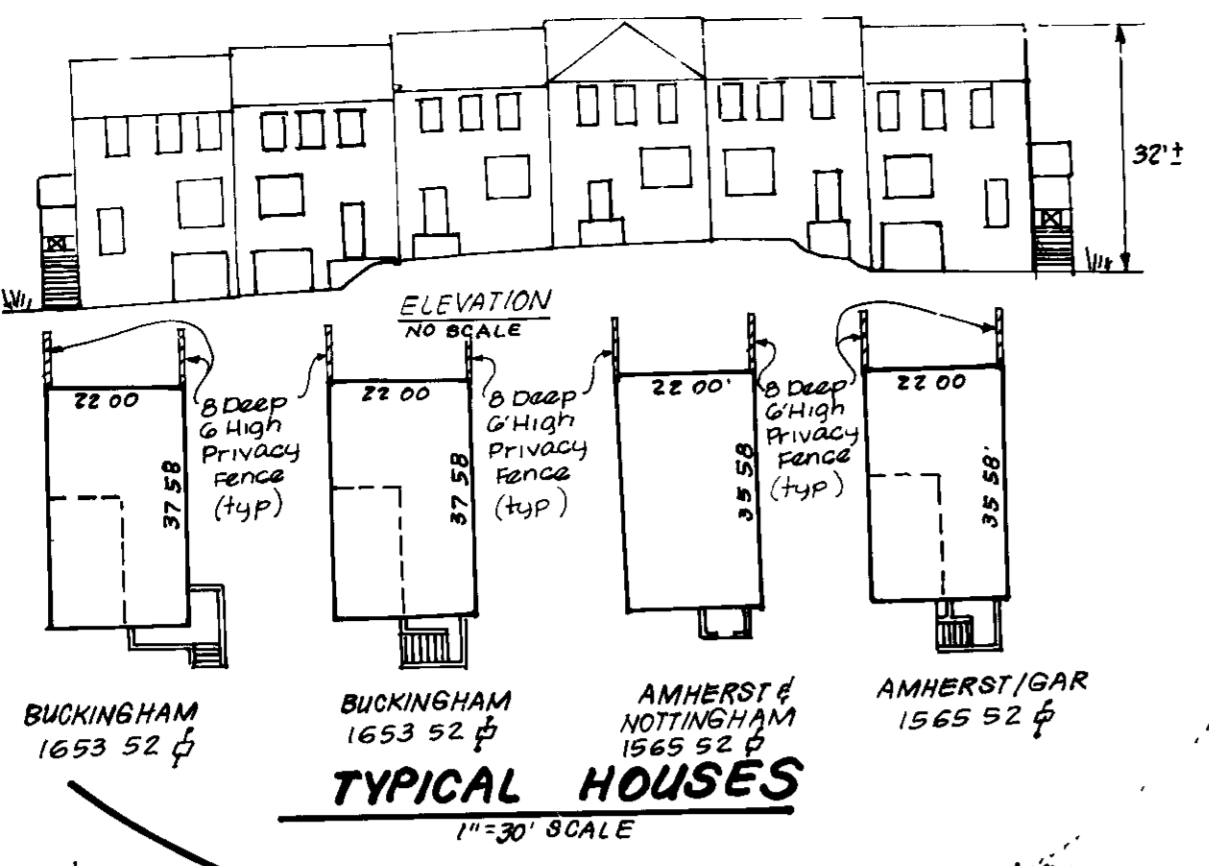 32'±
ELEVATION
NO SCALE
22 00
37 58
8 Deep
6 High
Privacy
Fence
(typ)
22 00
37 58
8 Deep
6'High
Privacy
Fence
(typ)
22 00'
35 58
8 Deep
6'High
Privacy
Fence
(typ)
22 00
35 58'
BUCKINGHAM
1653 52 ⏍
BUCKINGHAM
1653 52 ⏍
AMHERST &
NOTTINGHAM
1565 52 ⏍
AMHERST/GAR
1565 52 ⏍
TYPICAL HOUSES
1"=30' SCALE